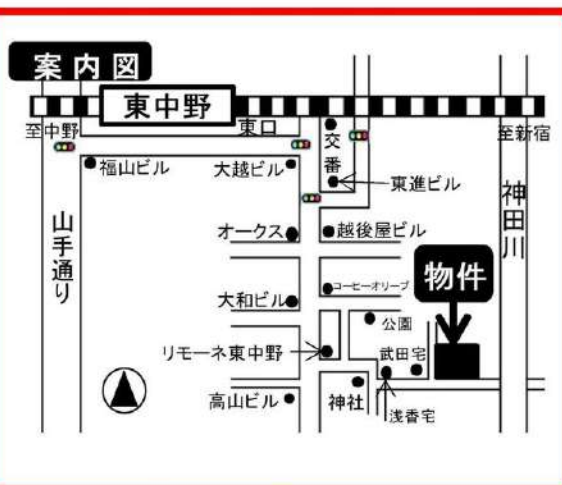 案内図
東中野
至中野
東口
交番
至新宿
福山ビル
大越ビル
東進ビル
神田川
山手通り
オークス
越後屋ビル
物件
コーヒーオリーブ
大和ビル
公園
リモーネ東中野
武田宅
高山ビル
神社
浅香宅